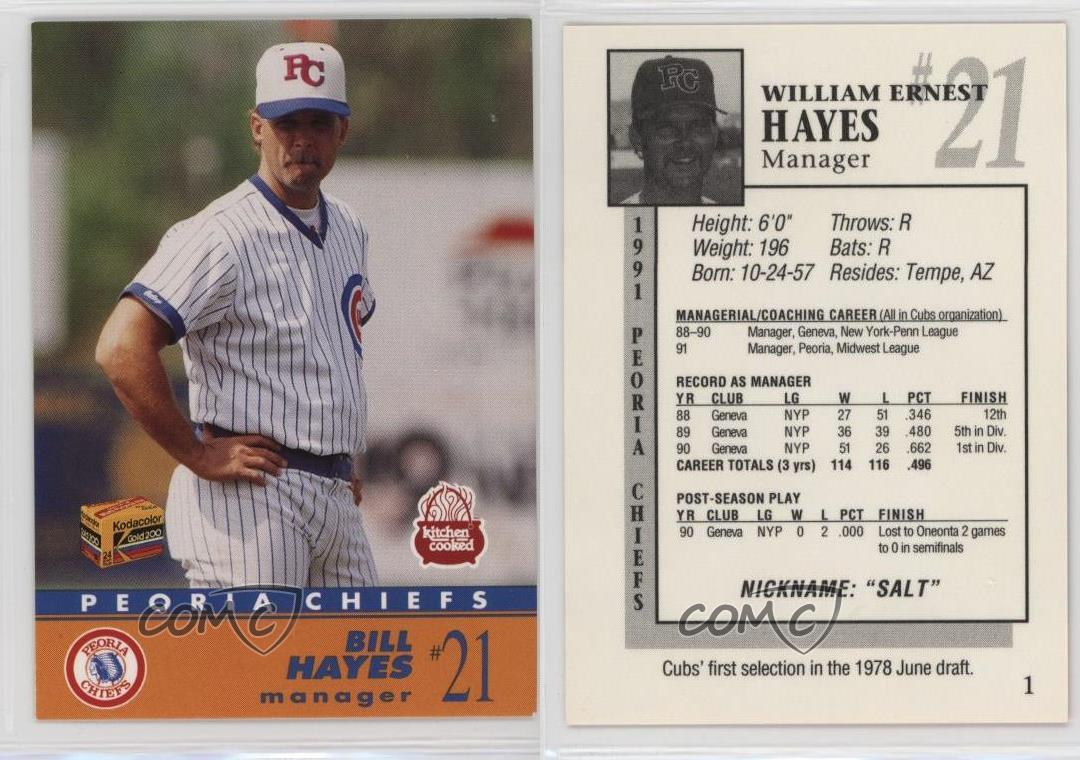 PC
Kodacolor
Gold 200
24
kitchen
cooked
PEORIA CHIEFS
PEORIA
CHIEFS
BILL
HAYES
manager
#21
COMC
PC
#21
WILLIAM ERNEST
HAYES
Manager
1991 PEORIA CHIEFS
Height: 6'0" Throws: R
Weight: 196 Bats: R
Born: 10-24-57 Resides: Tempe, AZ
MANAGERIAL/COACHING CAREER (All in Cubs organization)
88–90 Manager, Geneva, New York-Penn League
91 Manager, Peoria, Midwest League
RECORD AS MANAGER
YR CLUB LG W L PCT FINISH
88 Geneva NYP 27 51 .346 12th
89 Geneva NYP 36 39 .480 5th in Div.
90 Geneva NYP 51 26 .662 1st in Div.
CAREER TOTALS (3 yrs) 114 116 .496
POST-SEASON PLAY
YR CLUB LG W L PCT FINISH
90 Geneva NYP 0 2 .000 Lost to Oneonta 2 games
to 0 in semifinals
NICKNAME: “SALT”
COMC
Cubs' first selection in the 1978 June draft.
1